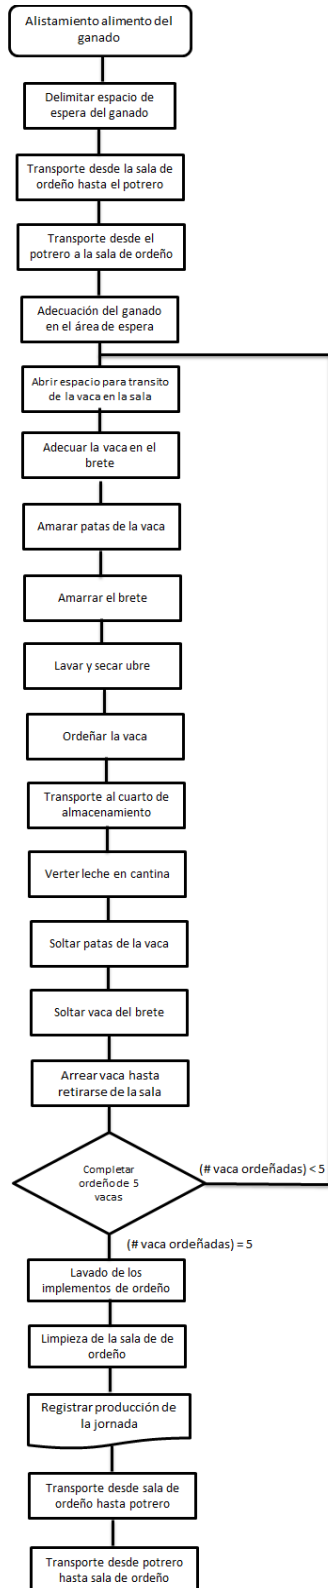 Alistamiento alimento del
ganado
Delimitar espacio de
espera del ganado
Transporte desde la sala de
ordeño hasta el potrero
Transporte desde el
potrero a la sala de ordeño
Adecuación del ganado
en el área de espera
Abrir espacio para transito
de la vaca en la sala
Adecuar la vaca en el
brete
Amarar patas de la vaca
Amarrar el brete
Lavar y secar ubre
Ordeñar la vaca
Transporte al cuarto de
almacenamiento
Verter leche en cantina
Soltar patas de la vaca
Soltar vaca del brete
Arrear vaca hasta
retirarse de la sala
Completar
ordeño de 5
vacas
(# vaca ordeñadas) < 5
(# vaca ordeñadas) = 5
Lavado de los
implementos de ordeño
Limpieza de la sala de de
ordeño
Registrar producción de
la jornada
Transporte desde sala de
ordeño hasta potrero
Transporte desde potrero
hasta sala de ordeño